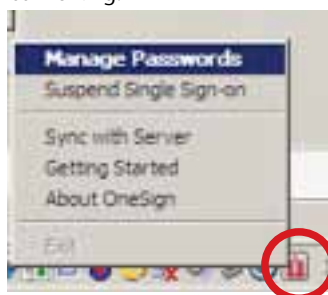 Manage Passwords
Suspend Single Sign-on
Sync with Server
Getting Started
About OneSign
Exit